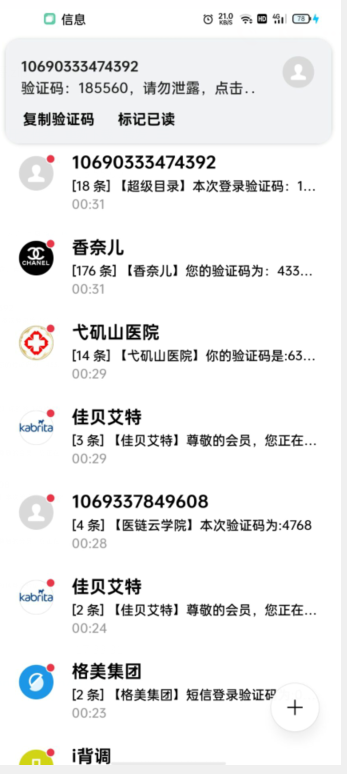 信息
21.0
KB/S
HD
4G
78
10690333474392
验证码：185560，请勿泄露，点击..
复制验证码 标记已读
10690333474392
[18 条] 【超级目录】本次登录验证码：1...
00:31
CHANEL
香奈儿
[176 条] 【香奈儿】您的验证码为：433...
00:31
弋矶山医院
[14 条] 【弋矶山医院】你的验证码是:63...
00:29
kabrita
佳贝艾特
[3 条] 【佳贝艾特】尊敬的会员，您正在...
00:29
1069337849608
[4 条] 【医链云学院】本次验证码为:4768
00:28
kabrita
佳贝艾特
[2 条] 【佳贝艾特】尊敬的会员，您正在...
00:24
格美集团
[2 条] 【格美集团】短信登录验证码
00:23
i背调